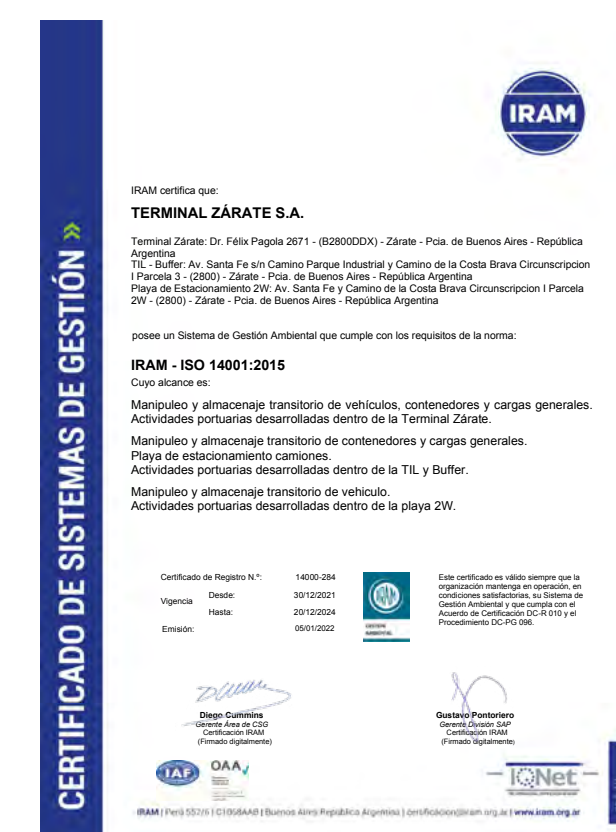 CERTIFICADO DE SISTEMAS DE GESTIÓN »
IRAM
IRAM certifica que:
TERMINAL ZÁRATE S.A.
Terminal Zárate: Dr. Félix Pagola 2671 - (B2800DDX) - Zárate - Pcia. de Buenos Aires - República
Argentina
TIL - Buffer: Av. Santa Fe s/n Camino Parque Industrial y Camino de la Costa Brava Circunscripcion
I Parcela 3 - (2800) - Zárate - Pcia. de Buenos Aires - República Argentina
Playa de Estacionamiento 2W: Av. Santa Fe y Camino de la Costa Brava Circunscripcion I Parcela
2W - (2800) - Zárate - Pcia. de Buenos Aires - República Argentina
posee un Sistema de Gestión Ambiental que cumple con los requisitos de la norma:
IRAM - ISO 14001:2015
Cuyo alcance es:
Manipuleo y almacenaje transitorio de vehículos, contenedores y cargas generales.
Actividades portuarias desarrolladas dentro de la Terminal Zárate.
Manipuleo y almacenaje transitorio de contenedores y cargas generales.
Playa de estacionamiento camiones.
Actividades portuarias desarrolladas dentro de la TIL y Buffer.
Manipuleo y almacenaje transitorio de vehiculo.
Actividades portuarias desarrolladas dentro de la playa 2W.
Certificado de Registro N.º: 14000-284
Vigencia Desde: 30/12/2021
Hasta: 20/12/2024
Emisión: 05/01/2022
IRAM
GESTION
AMBIENTAL
Este certificado es válido siempre que la
organización mantenga en operación, en
condiciones satisfactorias, su Sistema de
Gestión Ambiental y que cumpla con el
Acuerdo de Certificación DC-R 010 y el
Procedimiento DC-PG 096.
Diego Cummins
Gerente Área de CSG
Certificación IRAM
(Firmado digitalmente)
Gustavo Pontoriero
Gerente División SAP
Certificación IRAM
(Firmado digitalmente)
IAF
OAA
IQNet
IRAM | Perú 552/6 | C1068AAB | Buenos Aires República Argentina | certificacion@iram.org.ar | www.iram.org.ar